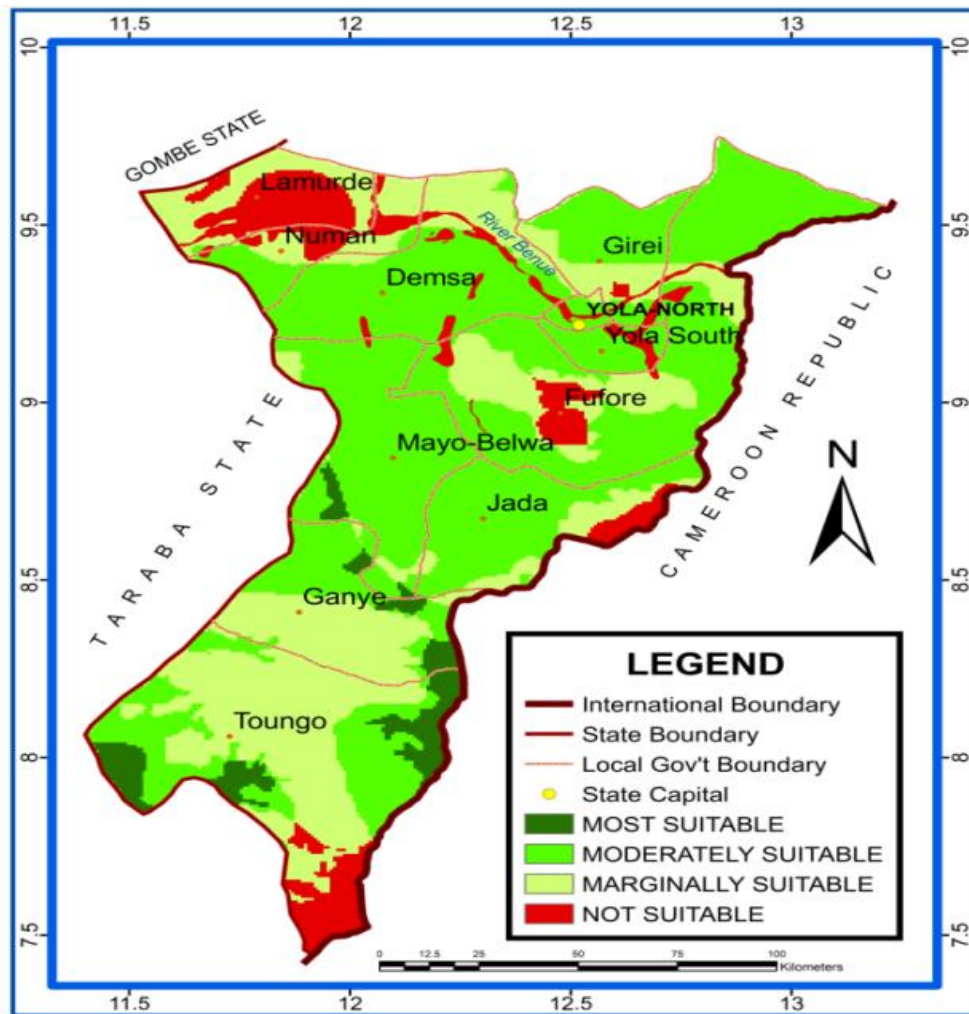 11.5 12 12.5 13
10
9.5
9
8.5
8
7.5
10
9.5
9
8.5
8
7.5
GOMBE STATE
Lamurde
Numan
River Benue
Girei
Demsa
YOLA-NORTH
Yola South
Fufore
Mayo-Belwa
Jada
TARABA STATE
CAMEROON REPUBLIC
N
Ganye
Toungo
LEGEND
International Boundary
State Boundary
Local Gov't Boundary
State Capital
MOST SUITABLE
MODERATELY SUITABLE
MARGINALLY SUITABLE
NOT SUITABLE
0 12.5 25 50 75 100
Kilometers
11.5 12 12.5 13